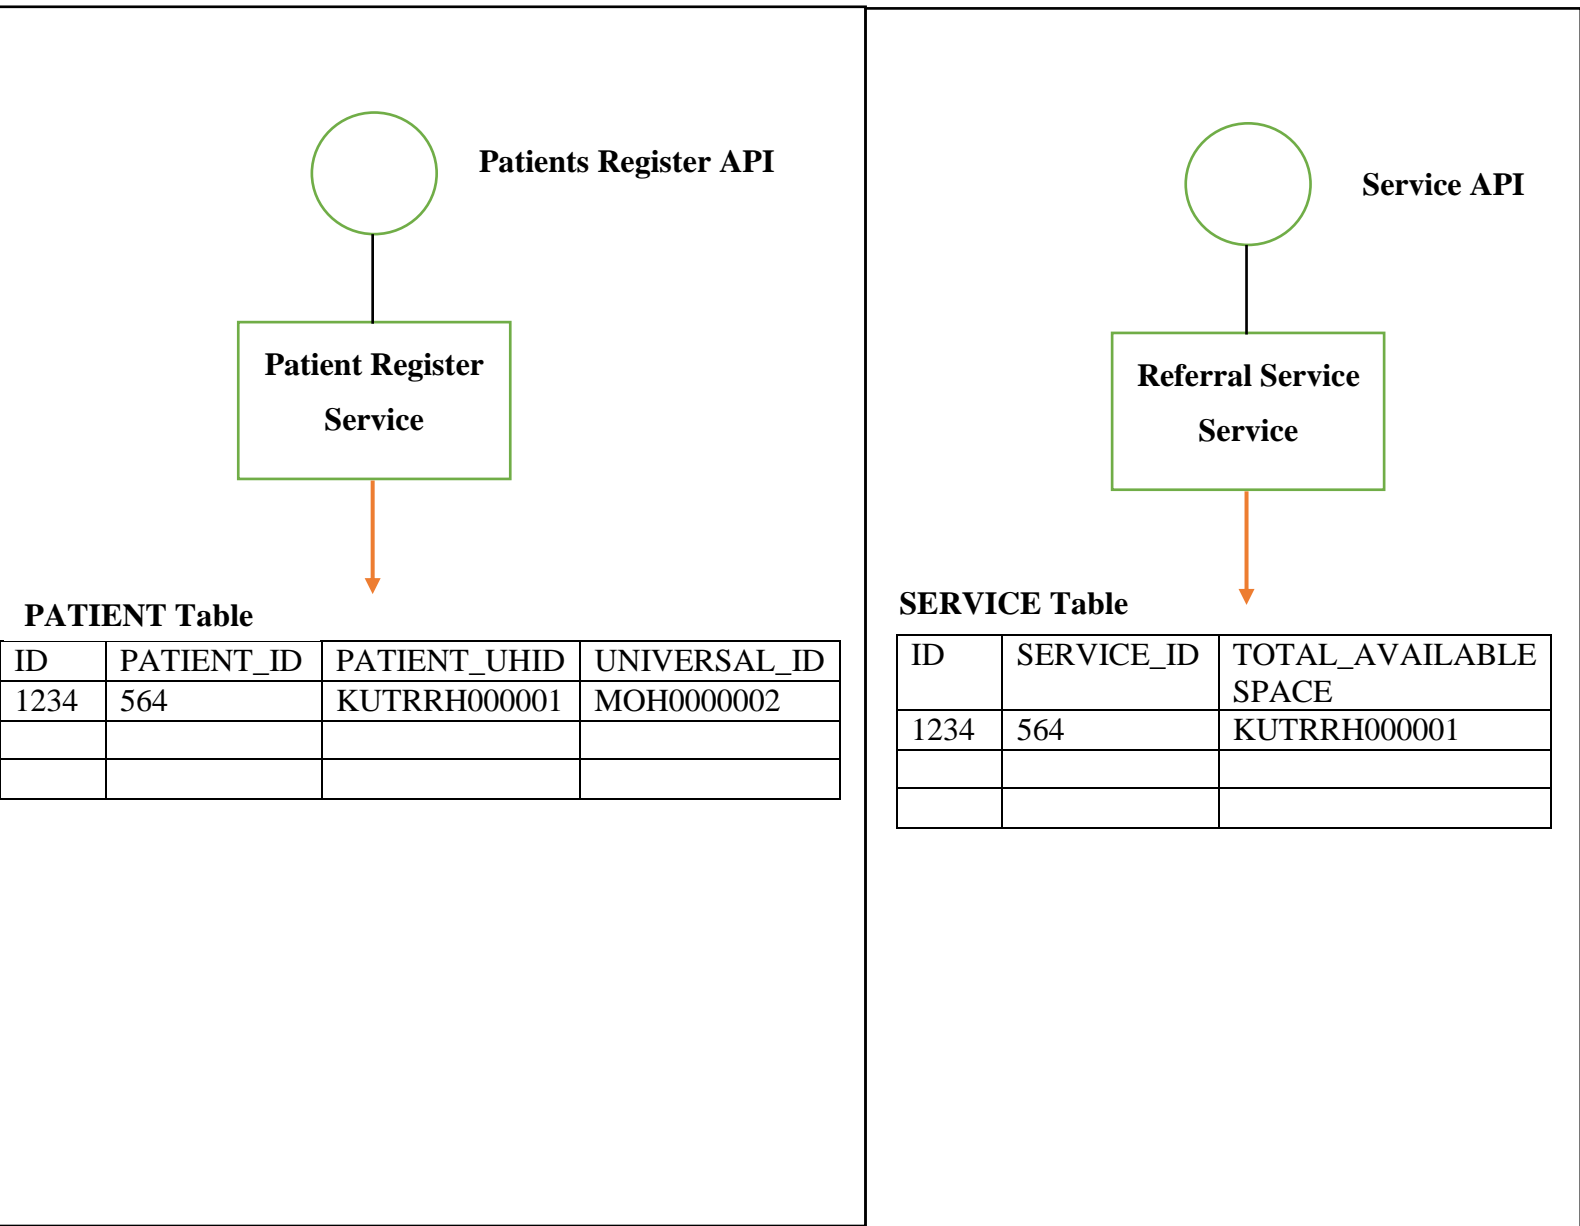 Patients Register API
Patient Register
Service
PATIENT Table
ID PATIENT_ID PATIENT_UHID UNIVERSAL_ID
1234 564 KUTRRH000001 MOH0000002
Service API
Referral Service
Service
SERVICE Table
ID SERVICE_ID TOTAL_AVAILABLE
SPACE
1234 564 KUTRRH000001